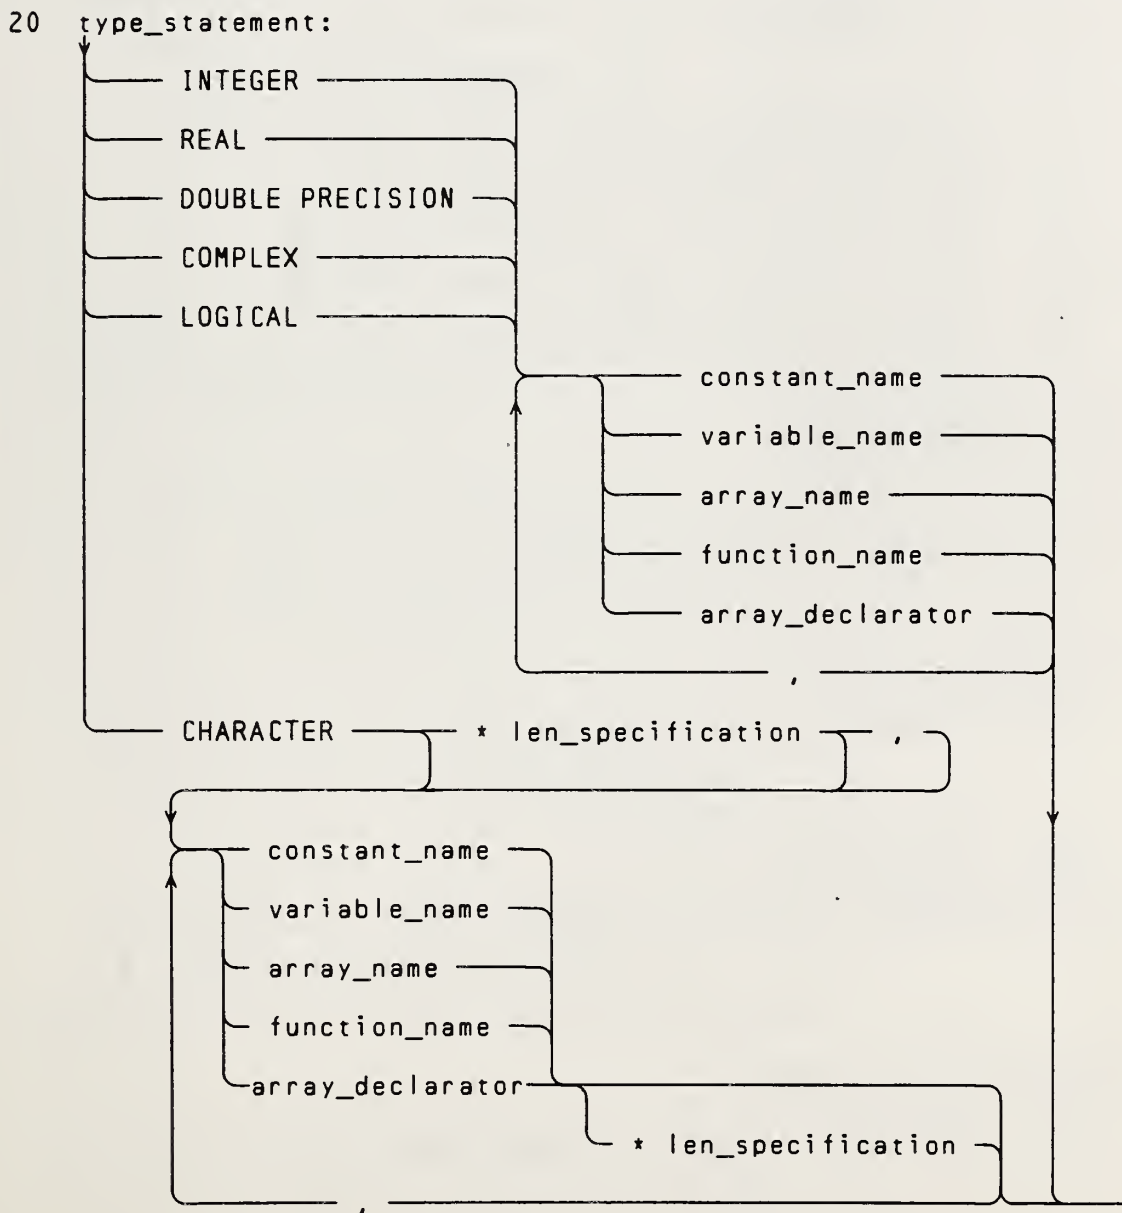 20 type_statement:
INTEGER
REAL
DOUBLE PRECISION
COMPLEX
LOGICAL
constant_name
variable_name
array_name
function_name
array_declarator
,
CHARACTER * len_specification ,
constant_name
variable_name
array_name
function_name
array_declarator
* len_specification
,